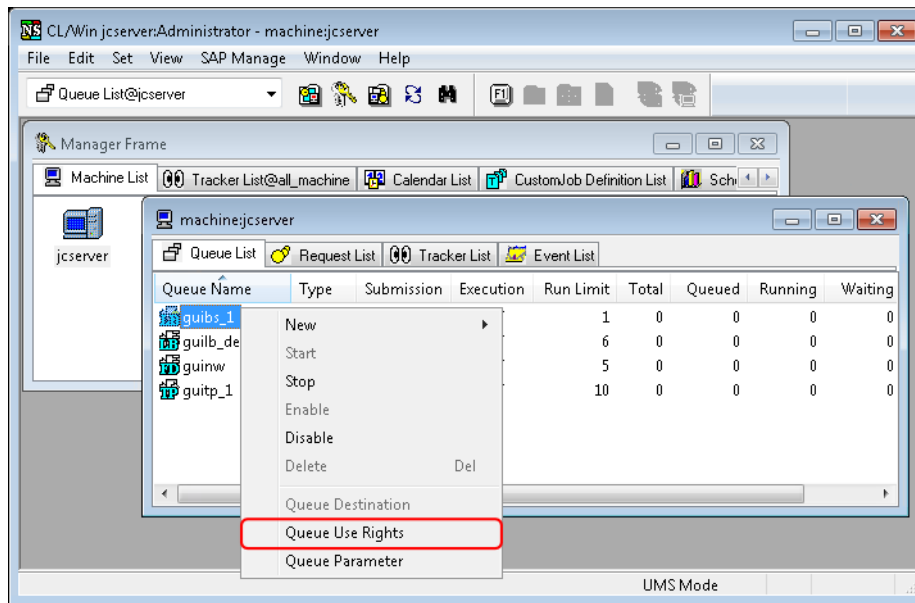 CL/Win jcserver:Administrator - machine:jcserver
File Edit Set View SAP Manage Window Help
Queue List@jcserver
Manager Frame
Machine List Tracker List@all_machine Calendar List CustomJob Definition List
jcserver
machine:jcserver
Queue List Request List Tracker List Event List
Queue Name Type Submission Execution Run Limit Total Queued Running Waiting
guibs_1 1 0 0 0 0
6 0 0 0 0
guinw 5 0 0 0 0
guitp_1 10 0 0 0 0
New
Start
Stop
Enable
Disable
Delete Del
Queue Destination
Queue Use Rights
Queue Parameter
UMS Mode